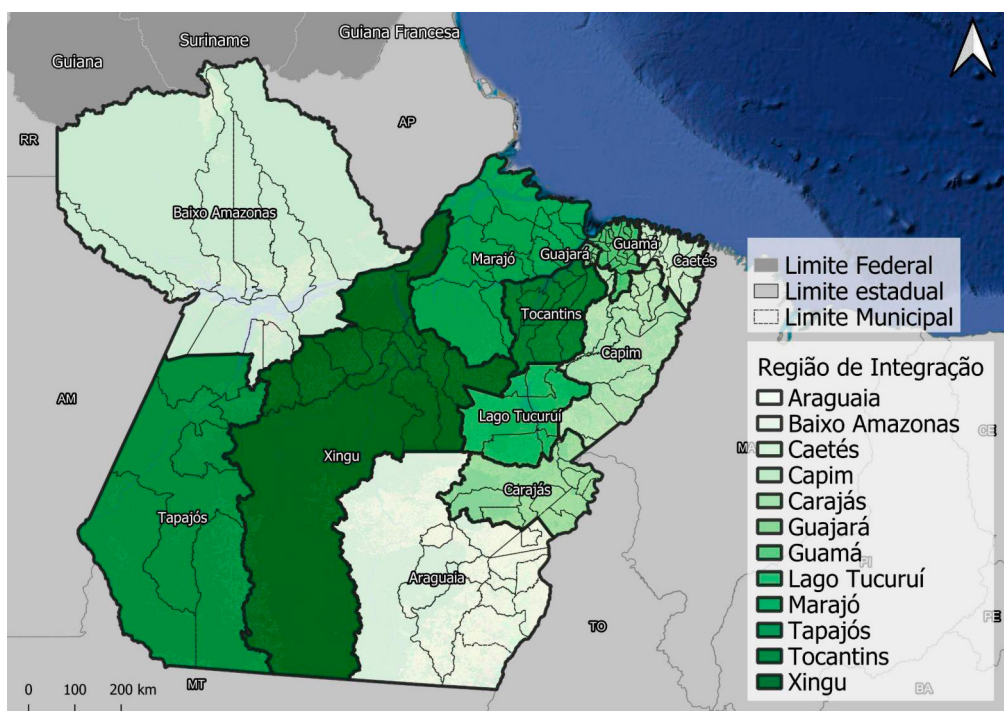 Suriname
Guiana Francesa
Guiana
AP
RR
Baixo Amazonas
Marajó
Guajará
Guamá
Caetés
Tocantins
Capim
AM
Lago Tucuruí
Xingu
Carajás
Tapajós
Araguaia
TO
MT
MA
CE
PI
PE
BA
Limite Federal
Limite estadual
Limite Municipal
Região de Integração
Araguaia
Baixo Amazonas
Caetés
Capim
Carajás
Guajará
Guamá
Lago Tucuruí
Marajó
Tapajós
Tocantins
Xingu
0 100 200 km